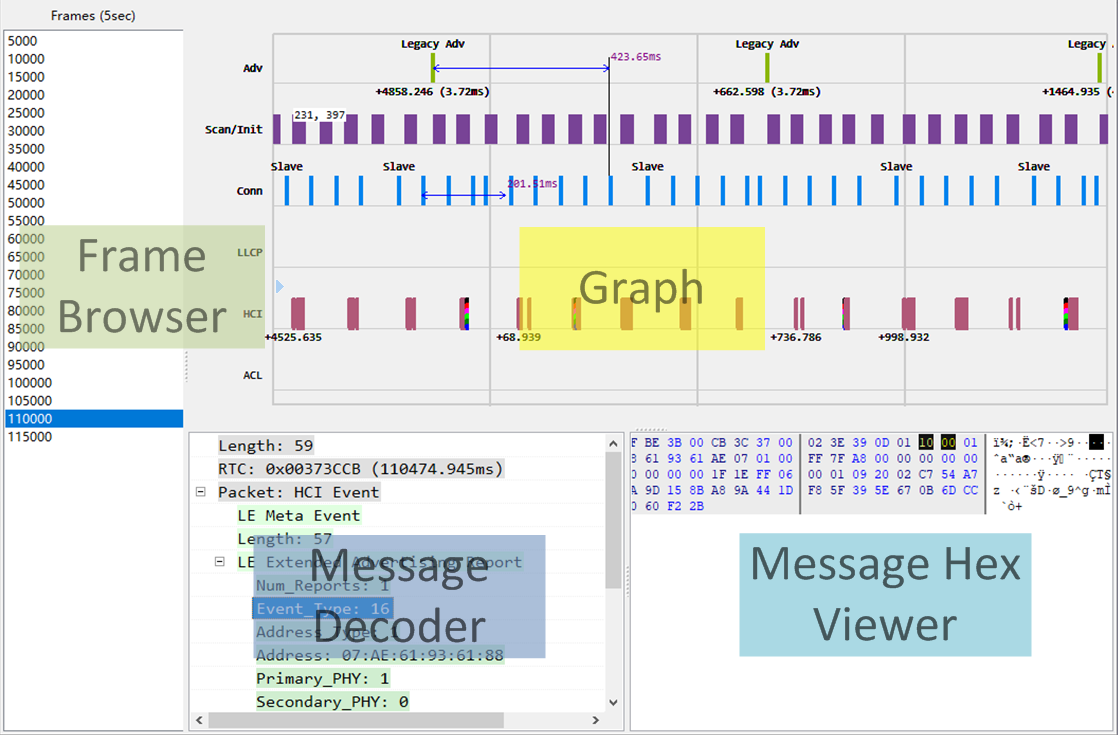 Frames (5sec)
5000
10000
15000
20000
25000
30000
35000
40000
45000
50000
55000
60000
65000
70000
75000
80000
85000
90000
95000
100000
105000
110000
115000
Frame
Browser
Legacy Adv
Legacy Adv
Legacy
423.65ms
Adv
+4858.246 (3.72ms)
+662.598 (3.72ms)
+1464.935 (
231, 397
Scan/Init
Slave
Slave
Slave
Slave
Slave
Conn
201.51ms
LLCP
Graph
HCI
+4525.635
+68.939
+736.786
+998.932
ACL
Length: 59
RTC: 0x00373CCB (110474.945ms)
Packet: HCI Event
LE Meta Event
Length: 57
LE Extended Advertising Report
Num_Reports: 1
Event_Type: 16
Address_Type: 1
Address: 07:AE:61:93:61:88
Primary_PHY: 1
Secondary_PHY: 0
Message
Decoder
F BE 3B 00 CB 3C 37 00 02 3E 39 0D 01 10 00 01
8 61 93 61 AE 07 01 00 FF 7F A8 00 00 00 00 00
0 00 00 00 1F 1E FF 06 00 01 09 20 02 C7 54 A7
A 9D 15 8B A8 9A 44 1D F8 5F 39 5E 67 0B 6D CC
0 60 F2 2B
Message Hex
Viewer